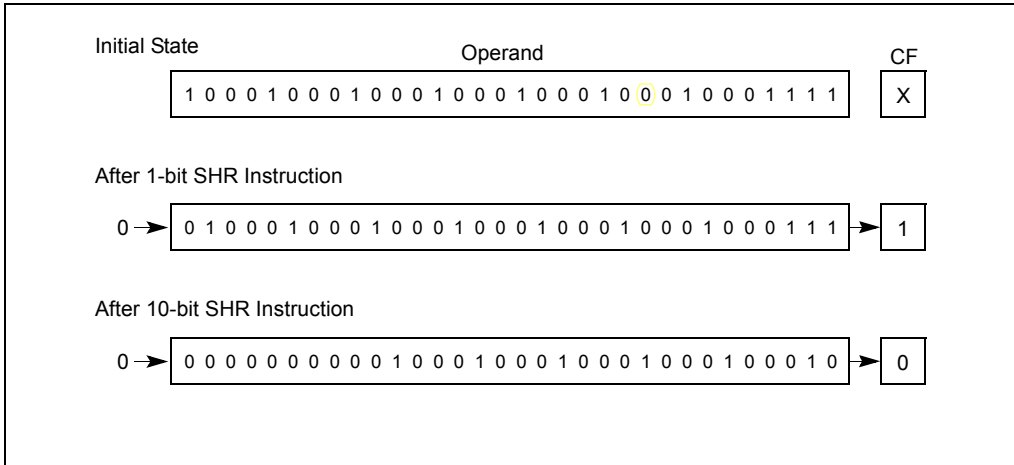 Initial State
Operand
CF
1 0 0 0 1 0 0 0 1 0 0 0 1 0 0 0 1 0 0 0 1 0 0 0 1 0 0 0 1 1 1 1 X
After 1-bit SHR Instruction
0 0 1 0 0 0 1 0 0 0 1 0 0 0 1 0 0 0 1 0 0 0 1 0 0 0 1 0 0 0 1 1 1 1
After 10-bit SHR Instruction
0 0 0 0 0 0 0 0 0 0 0 1 0 0 0 1 0 0 0 1 0 0 0 1 0 0 0 1 0 0 0 1 0 0